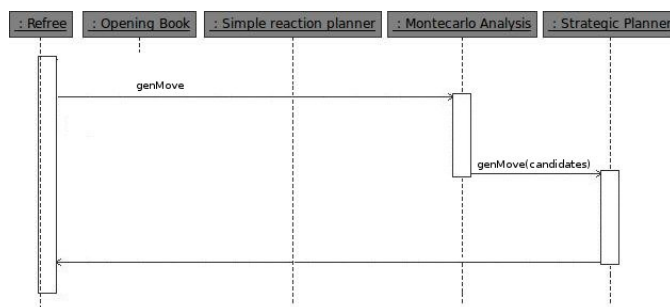 : Refree
: Opening Book
: Simple reaction planner
: Montecarlo Analysis
: Strategic Planner
genMove
genMove(candidates)